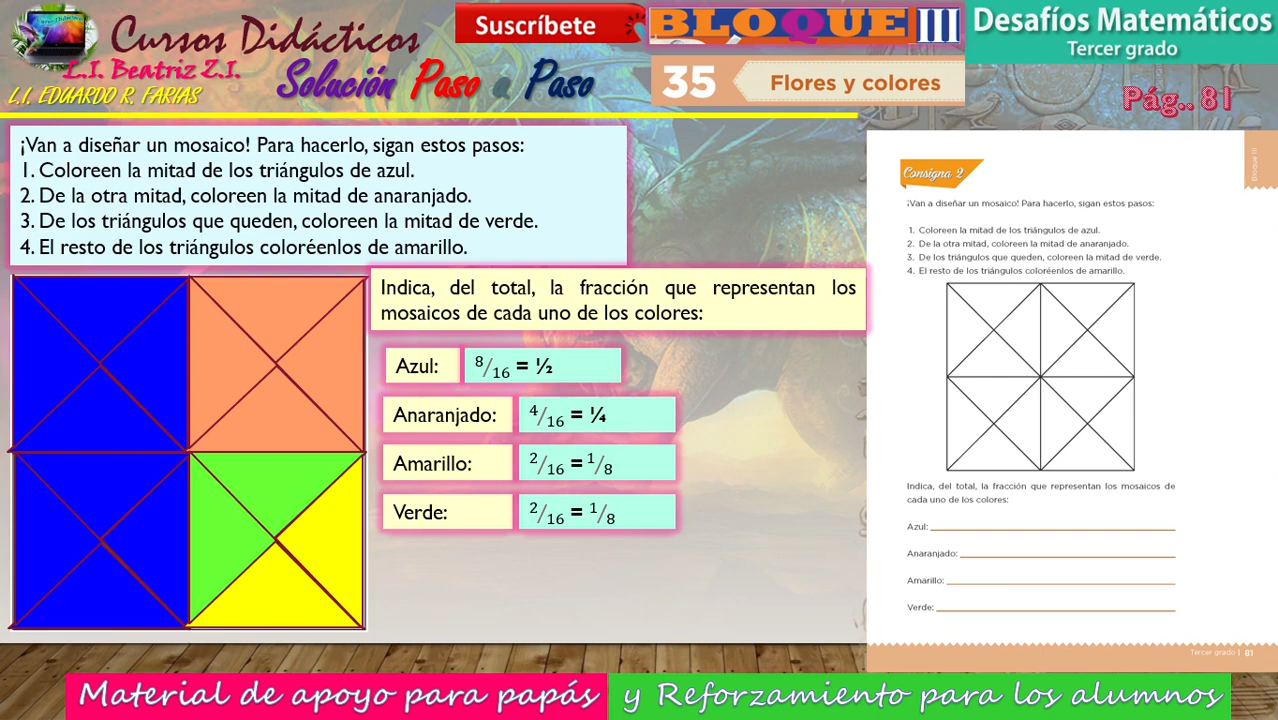 Cursos Didácticos
L.I. Beatriz Z.I.
L.I. EDUARDO R. FARIAS
Solución Paso a Paso
Suscríbete
BLOQUE III
35 Flores y colores
Desafíos Matemáticos
Tercer grado
Pág.. 81
¡Van a diseñar un mosaico! Para hacerlo, sigan estos pasos:
1. Coloreen la mitad de los triángulos de azul.
2. De la otra mitad, coloreen la mitad de anaranjado.
3. De los triángulos que queden, coloreen la mitad de verde.
4. El resto de los triángulos coloréenlos de amarillo.
Indica, del total, la fracción que representan los
mosaicos de cada uno de los colores:
Azul: 8/16 = ½
Anaranjado: 4/16 = ¼
Amarillo: 2/16 = 1/8
Verde: 2/16 = 1/8
Bloque III
Consigna 2
¡Van a diseñar un mosaico! Para hacerlo, sigan estos pasos:
1. Coloreen la mitad de los triángulos de azul.
2. De la otra mitad, coloreen la mitad de anaranjado.
3. De los triángulos que queden, coloreen la mitad de verde.
4. El resto de los triángulos coloréenlos de amarillo.
Indica, del total, la fracción que representan los mosaicos de
cada uno de los colores:
Azul:
Anaranjado:
Amarillo:
Verde:
Tercer grado | 81
Material de apoyo para papás y Reforzamiento para los alumnos